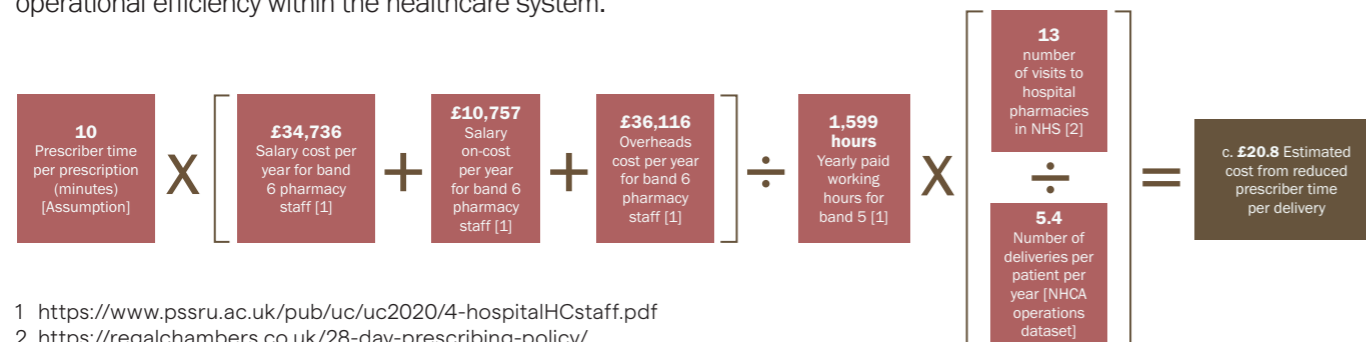 operational efficiency within the healthcare system.
10
Prescriber time
per prescription
(minutes)
[Assumption]
X
£34,736
Salary cost per
year for band
6 pharmacy
staff [1]
+
£10,757
Salary
on-cost
per year
for band 6
pharmacy
staff [1]
+
£36,116
Overheads
cost per year
for band 6
pharmacy
staff [1]
÷
1,599
hours
Yearly paid
working
hours for
band 5 [1]
X
13
number
of visits to
hospital
pharmacies
in NHS [2]
÷
5.4
Number of
deliveries per
patient per
year [NHCA
operations
dataset]
=
c. £20.8 Estimated
cost from reduced
prescriber time
per delivery
1 https://www.pssru.ac.uk/pub/uc/uc2020/4-hospitalHCstaff.pdf
2 https://regalchambers.co.uk/28-day-prescribing-policy/